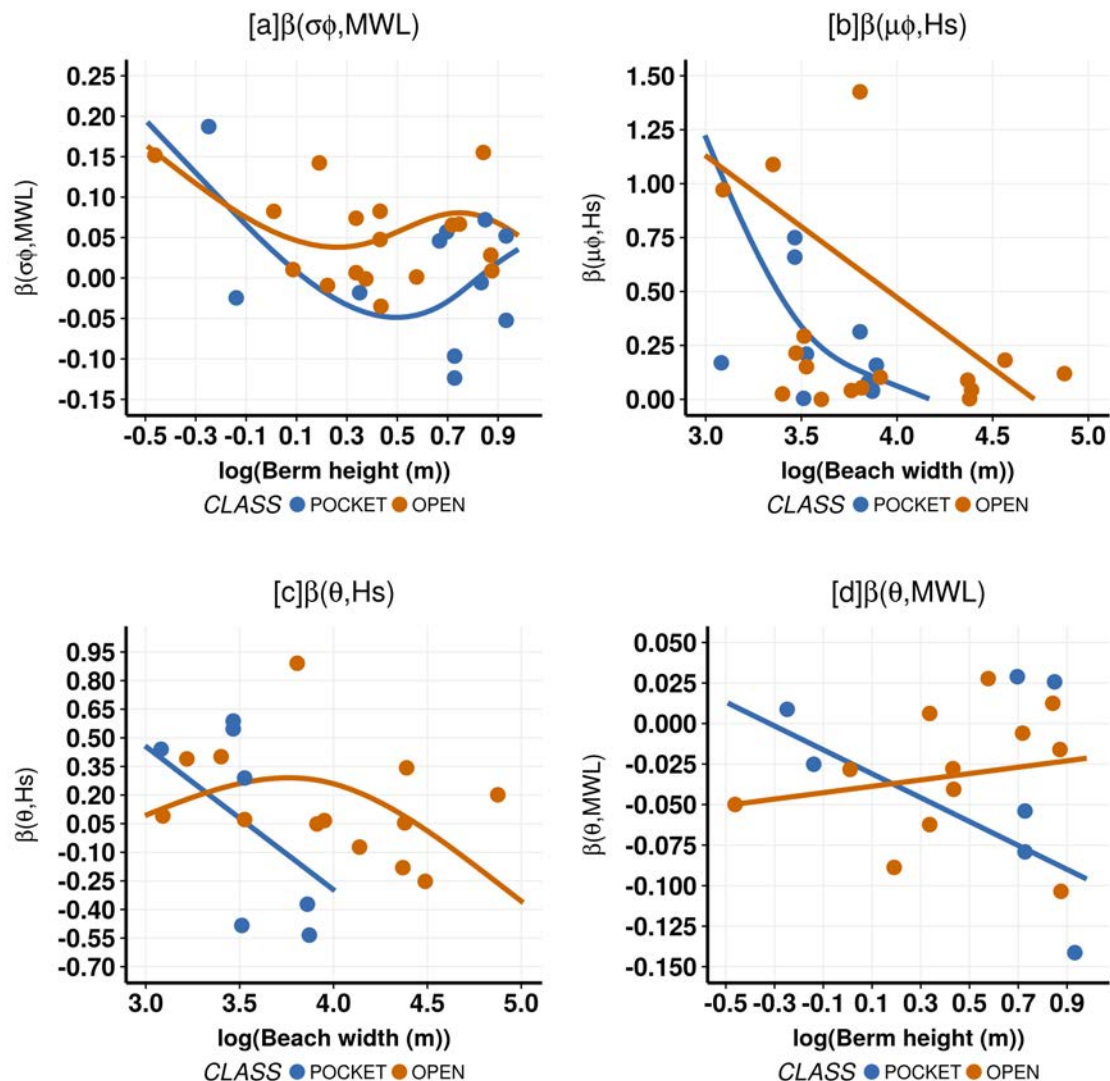 [a]β(σϕ,MWL)
0.25
0.20
0.15
0.10
0.05
0.00
-0.05
-0.10
-0.15
β(σϕ,MWL)
-0.5 -0.3 -0.1 0.1 0.3 0.5 0.7 0.9
log(Berm height (m))
CLASS POCKET OPEN
[b]β(μϕ,Hs)
1.50
1.25
1.00
0.75
0.50
0.25
0.00
β(μϕ,Hs)
3.0 3.5 4.0 4.5 5.0
log(Beach width (m))
CLASS POCKET OPEN
[c]β(θ,Hs)
0.95
0.80
0.65
0.50
0.35
0.20
0.05
-0.10
-0.25
-0.40
-0.55
-0.70
β(θ,Hs)
3.0 3.5 4.0 4.5 5.0
log(Beach width (m))
CLASS POCKET OPEN
[d]β(θ,MWL)
0.050
0.025
0.000
-0.025
-0.050
-0.075
-0.100
-0.125
-0.150
β(θ,MWL)
-0.5 -0.3 -0.1 0.1 0.3 0.5 0.7 0.9
log(Berm height (m))
CLASS POCKET OPEN